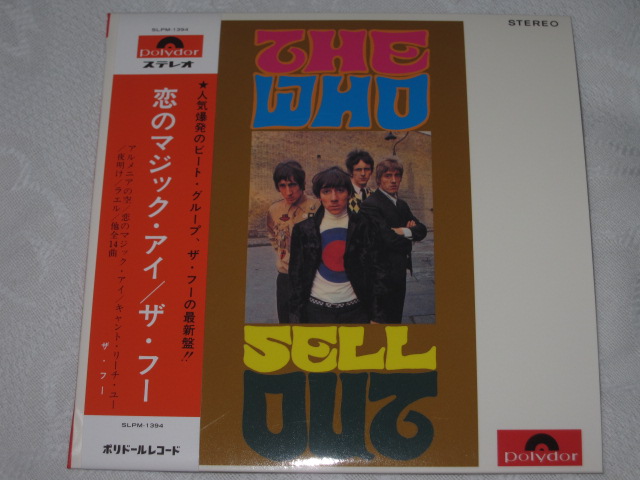 SLPM-1394
Polydor
ステレオ
★人気爆発のビート・グループ、ザ・フーの最新盤!!
恋のマジック・アイ/ザ・フー
アルメニアの空/恋のマジック・アイ/キャント・リーチ・ユー
/夜明け/ラエル/他全14曲
ザ・フー
SLPM-1394
ポリドールレコード
THE
WHO
SELL
OUT
STEREO
Polydor